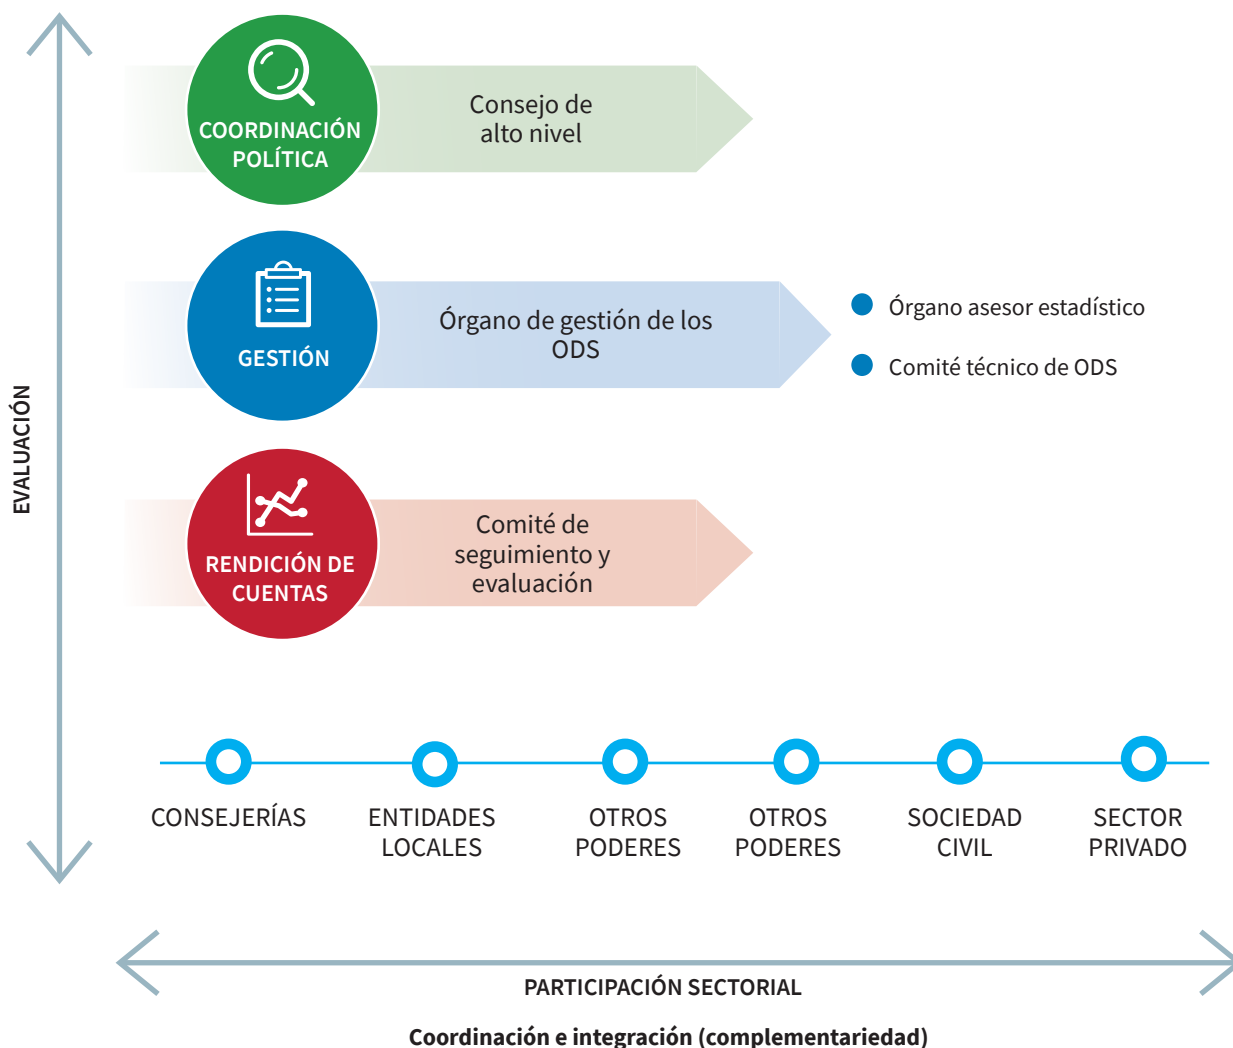 COORDINACIÓN
POLÍTICA
Consejo de
alto nivel
GESTIÓN
Órgano de gestión de los
ODS
Órgano asesor estadístico
Comité técnico de ODS
EVALUACIÓN
RENDICIÓN DE
CUENTAS
Comité de
seguimiento y
evaluación
CONSEJERÍAS
ENTIDADES
LOCALES
OTROS
PODERES
OTROS
PODERES
SOCIEDAD
CIVIL
SECTOR
PRIVADO
PARTICIPACIÓN SECTORIAL
Coordinación e integración (complementariedad)